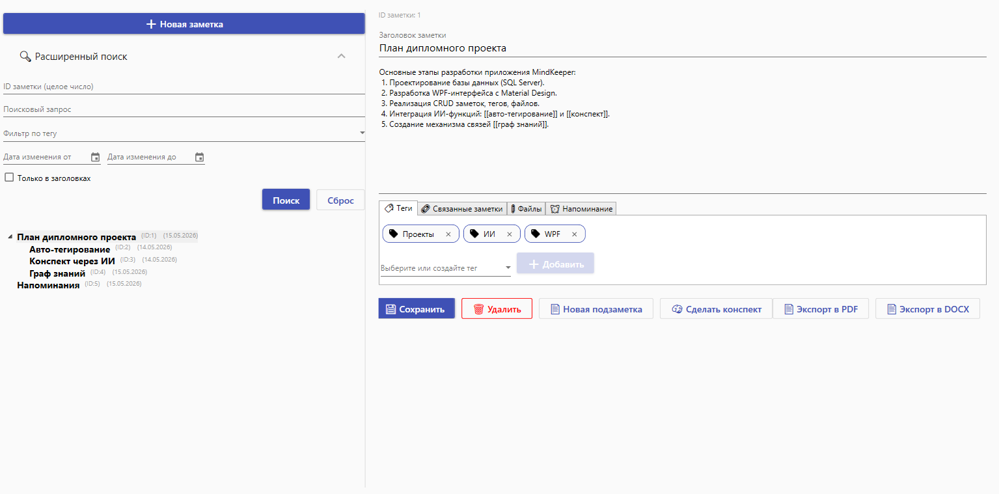 Новая заметка
Расширенный поиск
ID заметки (целое число)
Поисковый запрос
Фильтр по тегу
Дата изменения от
Дата изменения до
Только в заголовках
Поиск
Сброс
План дипломного проекта (ID:1) (15.05.2026)
Авто-тегирование (ID:2) (14.05.2026)
Конспект через ИИ (ID:3) (14.05.2026)
Граф знаний (ID:4) (15.05.2026)
Напоминания (ID:5) (15.05.2026)
ID заметки: 1
Заголовок заметки
План дипломного проекта
Основные этапы разработки приложения MindKeeper:
1. Проектирование базы данных (SQL Server).
2. Разработка WPF-интерфейса с Material Design.
3. Реализация CRUD заметок, тегов, файлов.
4. Интеграция ИИ-функций: [[авто-тегирование]] и [[конспект]].
5. Создание механизма связей [[граф знаний]].
Теги
Связанные заметки
Файлы
Напоминание
Проекты
ИИ
WPF
Выберите или создайте тег
Добавить
Сохранить
Удалить
Новая подзаметка
Сделать конспект
Экспорт в PDF
Экспорт в DOCX